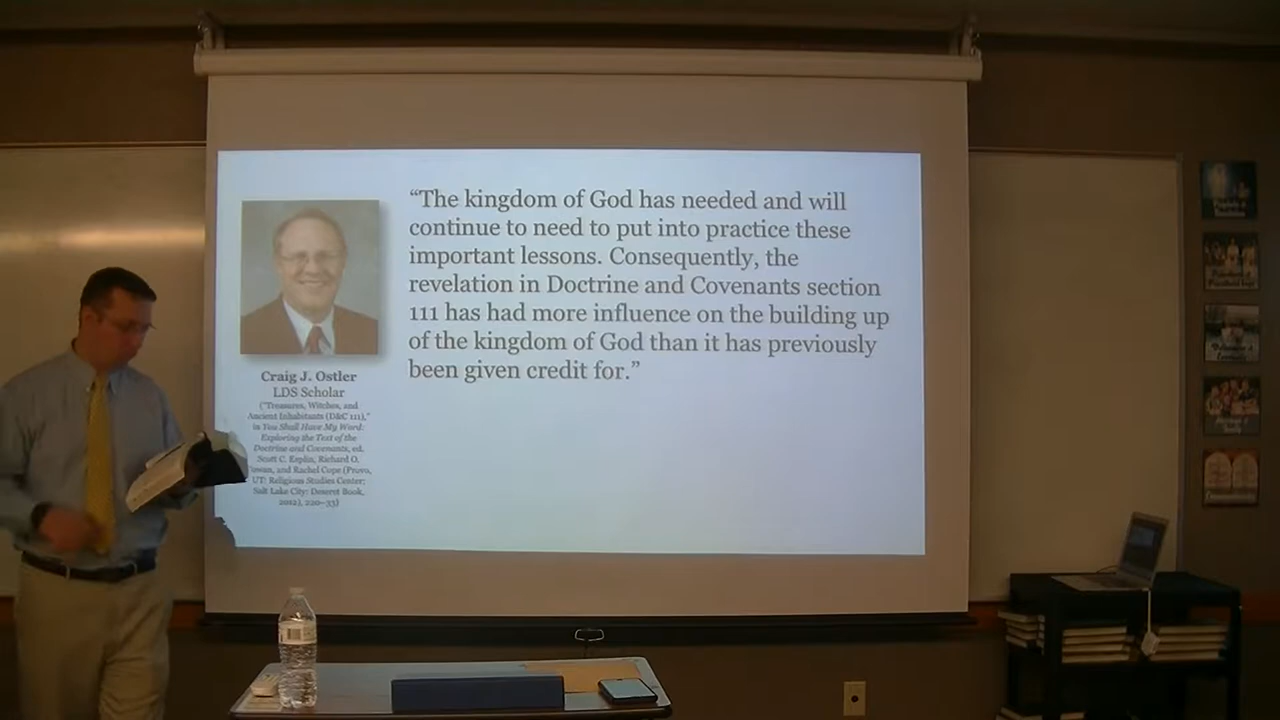 “The kingdom of God has needed and will
continue to need to put into practice these
important lessons. Consequently, the
revelation in Doctrine and Covenants section
111 has had more influence on the building up
of the kingdom of God than it has previously
been given credit for.”
Craig J. Ostler
LDS Scholar
(“Treasures, Witches, and
Ancient Inhabitants (D&C 111),”
in You Shall Have My Word:
Exploring the Text of the
Doctrine and Covenants, ed.
Scott C. Esplin, Richard O.
and Rachel Cope (Provo,
UT: Religious Studies Center;
Salt Lake City: Deseret Book,
2012), 220–33)